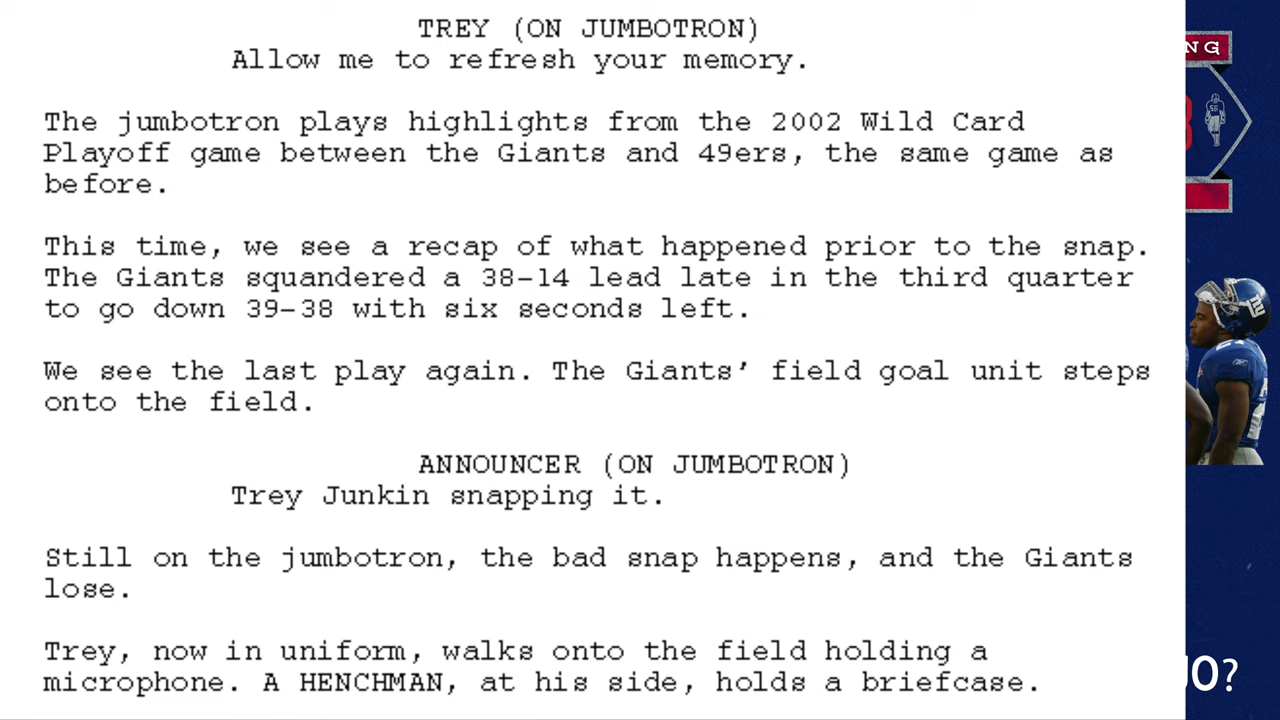 TREY (ON JUMBOTRON)
Allow me to refresh your memory.
The jumbotron plays highlights from the 2002 Wild Card
Playoff game between the Giants and 49ers, the same game as
before.
This time, we see a recap of what happened prior to the snap.
The Giants squandered a 38-14 lead late in the third quarter
to go down 39-38 with six seconds left.
We see the last play again. The Giants’ field goal unit steps
onto the field.
ANNOUNCER (ON JUMBOTRON)
Trey Junkin snapping it.
Still on the jumbotron, the bad snap happens, and the Giants
lose.
Trey, now in uniform, walks onto the field holding a
microphone. A HENCHMAN, at his side, holds a briefcase.
NG